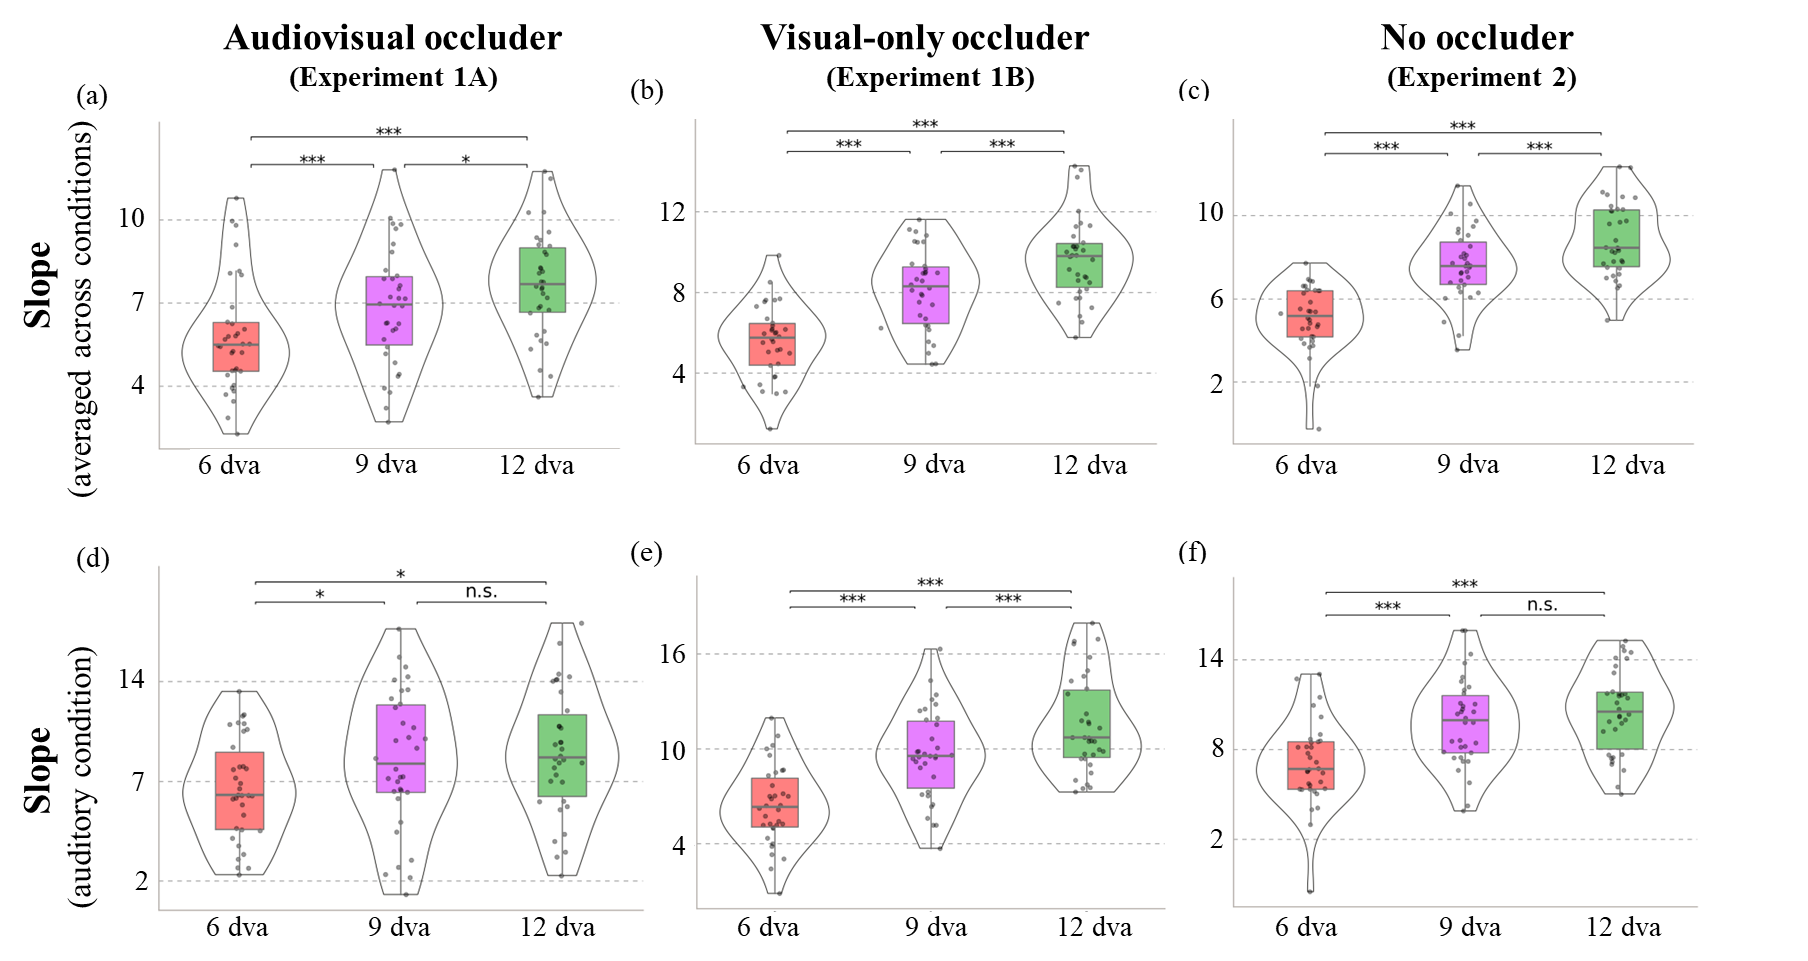 Audiovisual occluder
(Experiment 1A)
Visual-only occluder
(Experiment 1B)
No occluder
(Experiment 2)
(a)
Slope
(averaged across conditions)
***
*** *
10
7
4
6 dva 9 dva 12 dva
(b)
***
*** ***
12
8
4
6 dva 9 dva 12 dva
(c)
***
*** ***
10
6
2
6 dva 9 dva 12 dva
(d)
Slope
(auditory condition)
*
* n.s.
14
7
2
6 dva 9 dva 12 dva
(e)
***
*** ***
16
10
4
6 dva 9 dva 12 dva
(f)
***
*** n.s.
14
8
2
6 dva 9 dva 12 dva